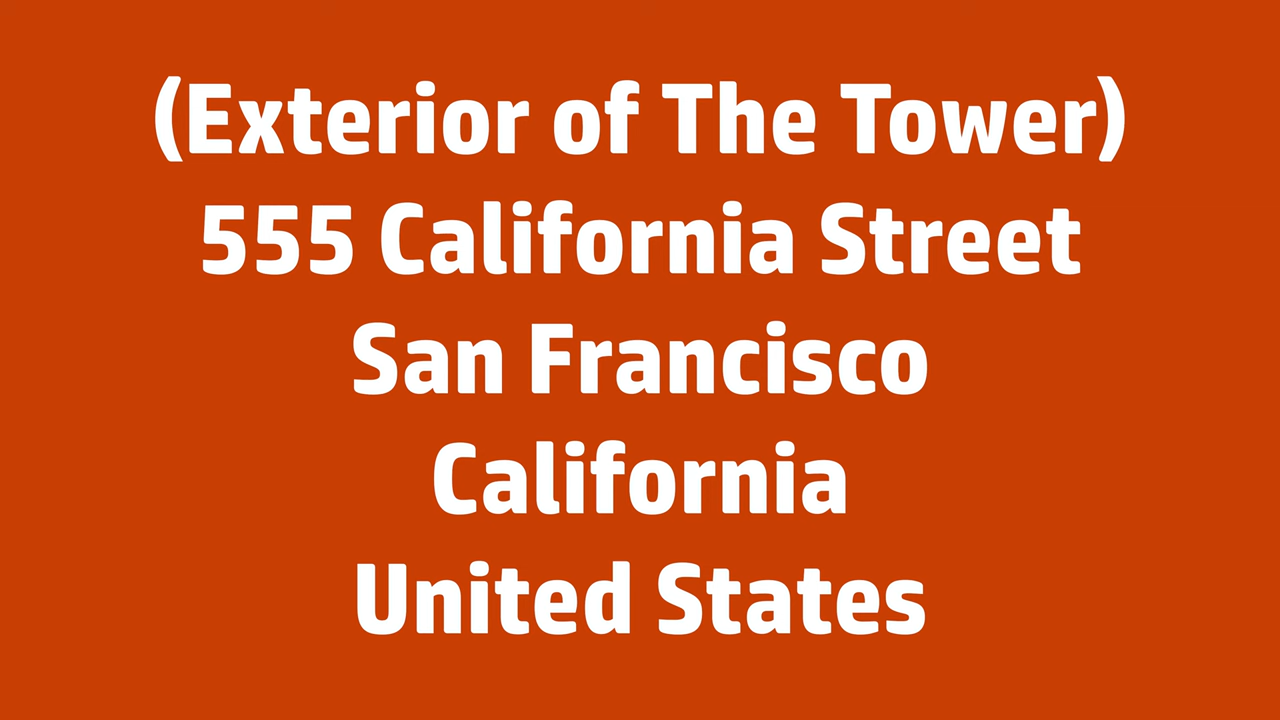 (Exterior of The Tower)
555 California Street
San Francisco
California
United States